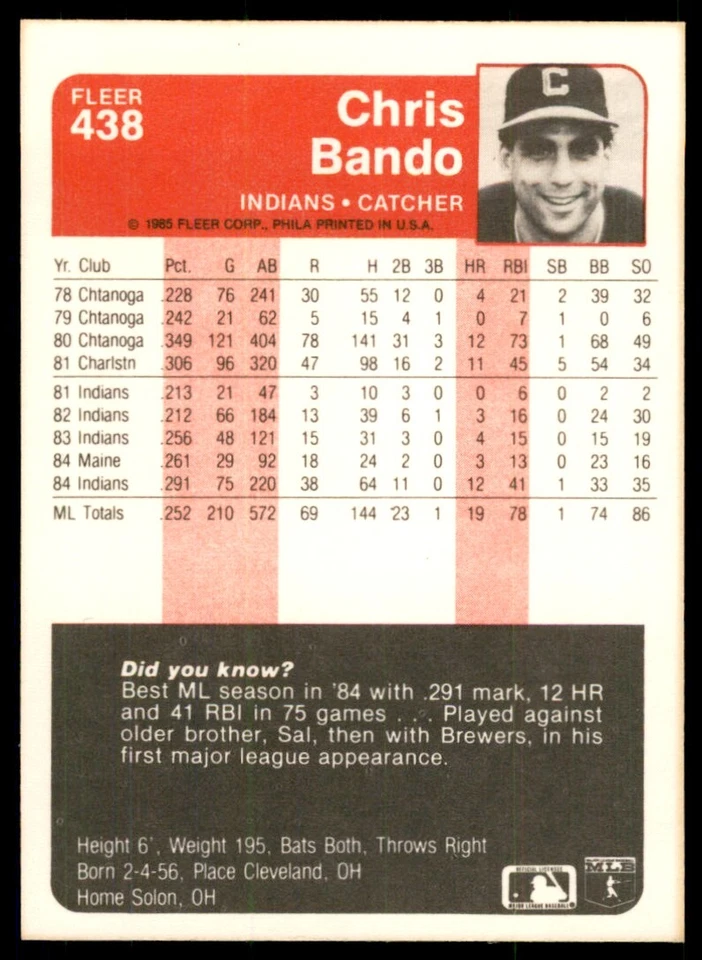 FLEER
438
Chris
Bando
C
INDIANS • CATCHER
© 1985 FLEER CORP., PHILA PRINTED IN U.S.A.
Yr. Club Pct. G AB R H 2B 3B HR RBI SB BB SO
78 Chtanoga .228 76 241 30 55 12 0 4 21 2 39 32
79 Chtanoga .242 21 62 5 15 4 1 0 7 1 0 6
80 Chtanoga .349 121 404 78 141 31 3 12 73 1 68 49
81 Charlstn .306 96 320 47 98 16 2 11 45 5 54 34
81 Indians .213 21 47 3 10 3 0 0 6 0 2 2
82 Indians .212 66 184 13 39 6 1 3 16 0 24 30
83 Indians .256 48 121 15 31 3 0 4 15 0 15 19
84 Maine .261 29 92 18 24 2 0 3 13 0 23 16
84 Indians .291 75 220 38 64 11 0 12 41 1 33 35
ML Totals .252 210 572 69 144 23 1 19 78 1 74 86
Did you know?
Best ML season in '84 with .291 mark, 12 HR
and 41 RBI in 75 games . . . Played against
older brother, Sal, then with Brewers, in his
first major league appearance.
Height 6', Weight 195, Bats Both, Throws Right
Born 2-4-56, Place Cleveland, OH
Home Solon, OH
OFFICIAL LICENSEE
MAJOR LEAGUE BASEBALL
MLB